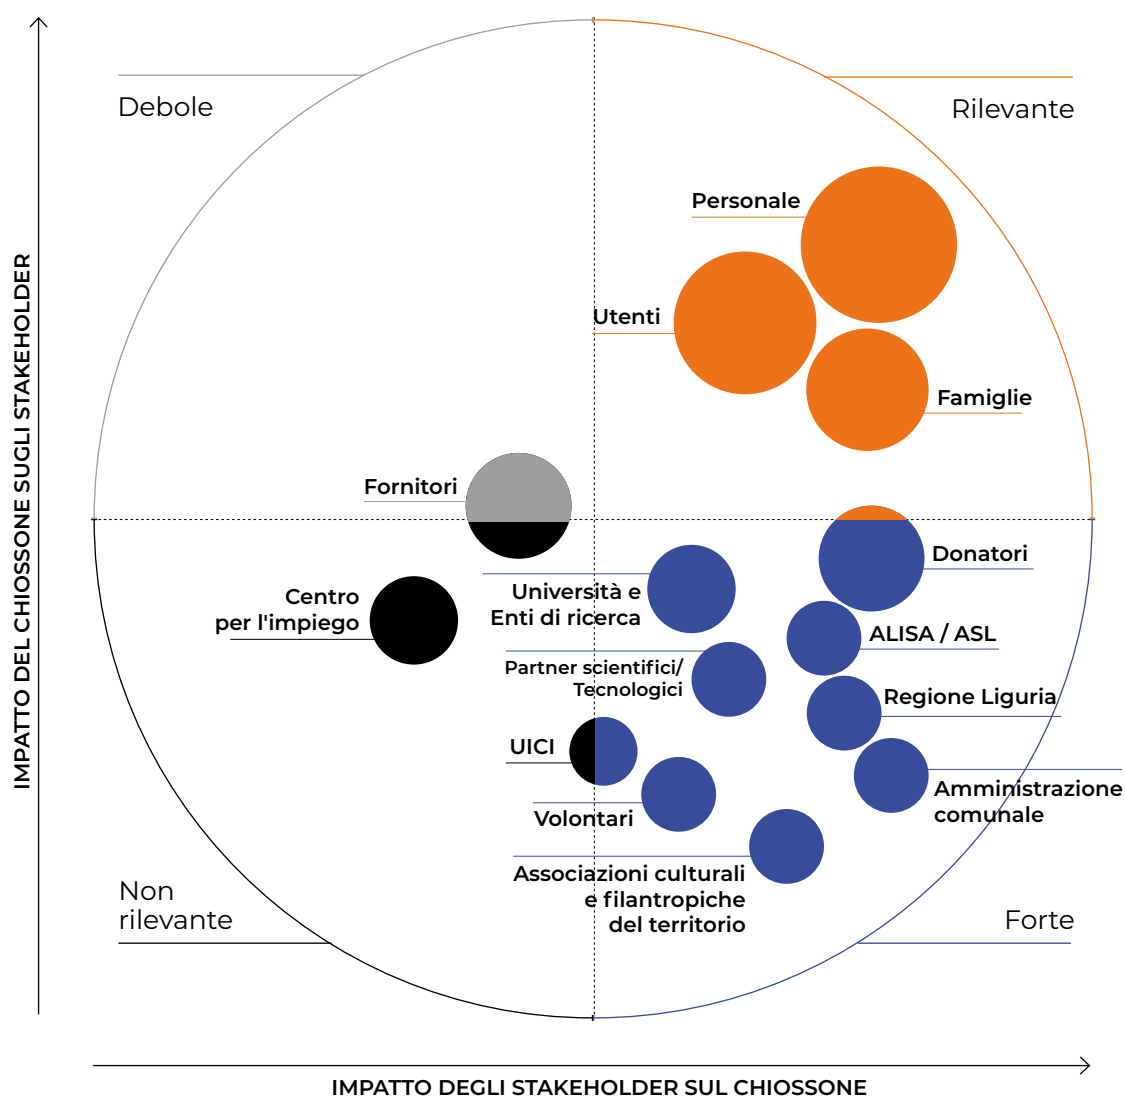 Debole
Rilevante
Personale
Utenti
Famiglie
Fornitori
Donatori
Università e
Enti di ricerca
Centro
per l'impiego
ALISA / ASL
Partner scientifici/
Tecnologici
Regione Liguria
UICI
Amministrazione
comunale
Volontari
Associazioni culturali
e filantropiche
del territorio
Non
rilevante
Forte
IMPATTO DEL CHIOSSONE SUGLI STAKEHOLDER
IMPATTO DEGLI STAKEHOLDER SUL CHIOSSONE